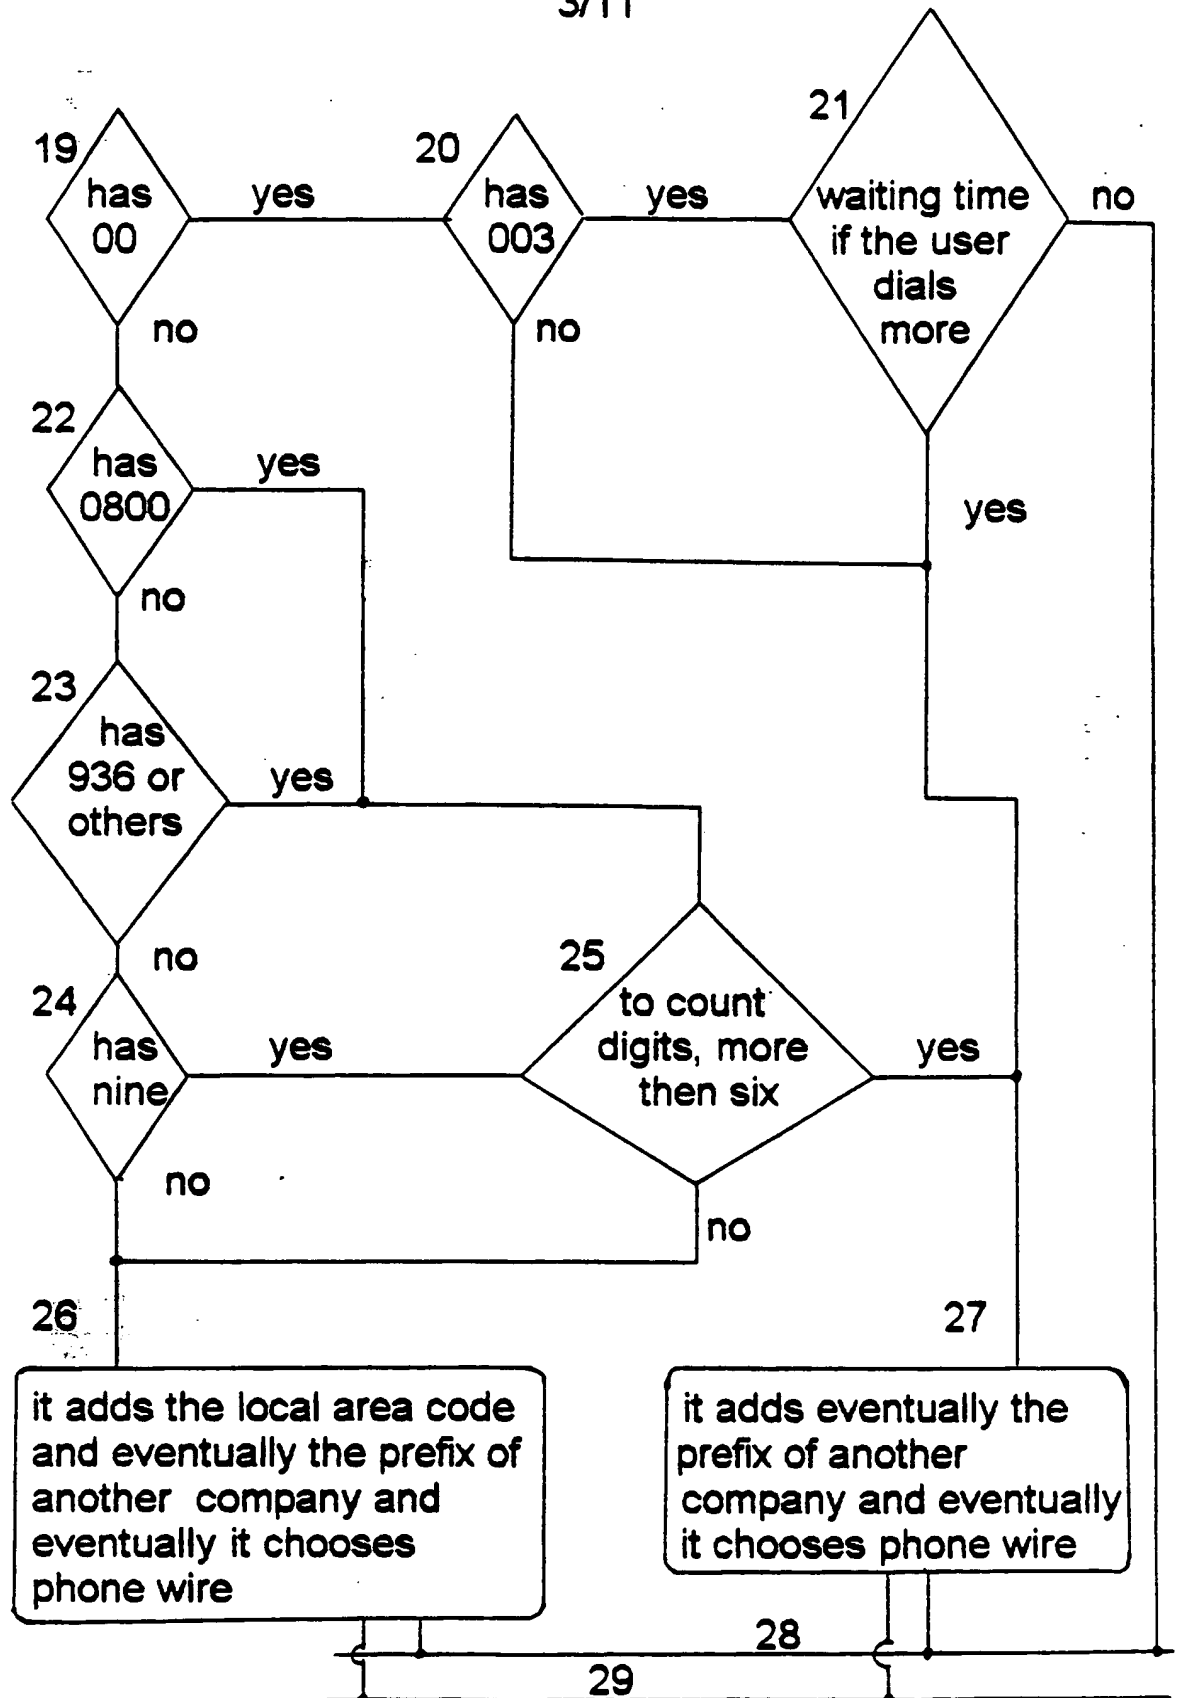 3/11
19
has
00
yes
no
20
has
003
yes
no
21
waiting time
if the user
dials
more
no
yes
22
has
0800
yes
no
23
has
936 or
others
yes
no
24
has
nine
yes
no
25
to count
digits, more
then six
yes
no
26
it adds the local area code
and eventually the prefix of
another company and
eventually it chooses
phone wire
27
it adds eventually the
prefix of another
company and eventually
it chooses phone wire
28
29